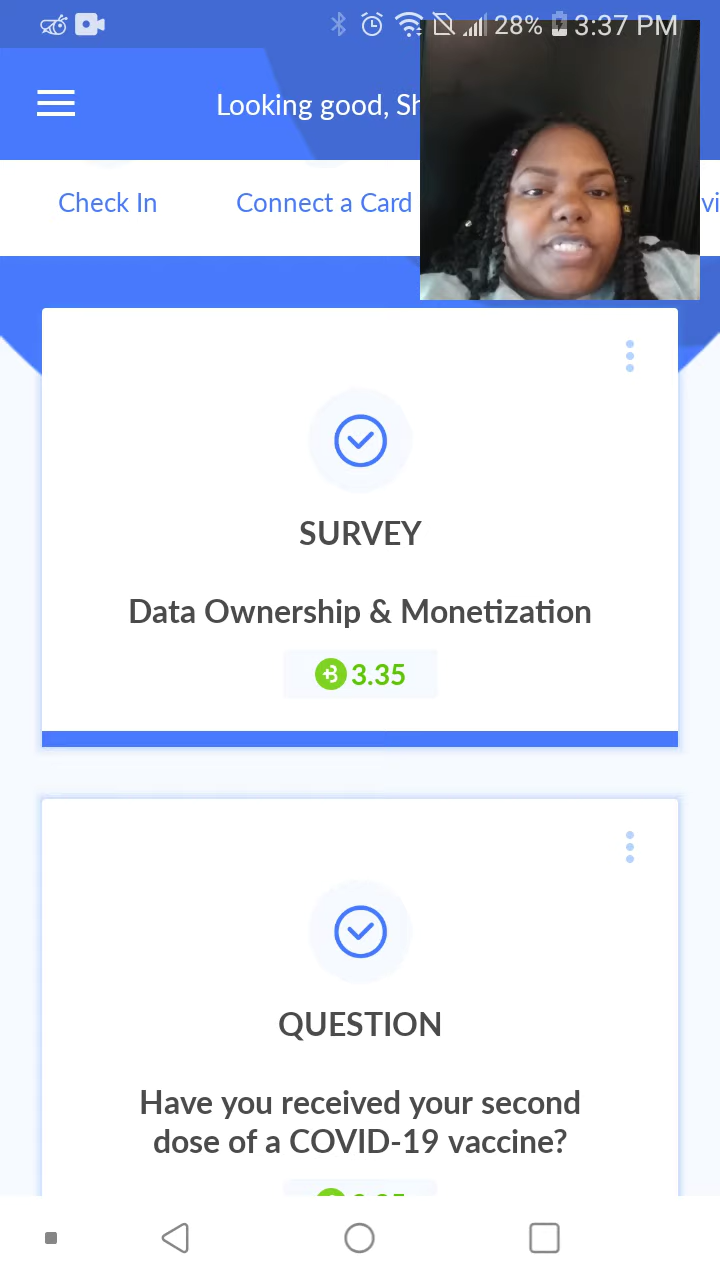 28% 3:37 PM
Looking good,
Check In
Connect a Card
SURVEY
Data Ownership & Monetization
3.35
QUESTION
Have you received your second
dose of a COVID-19 vaccine?